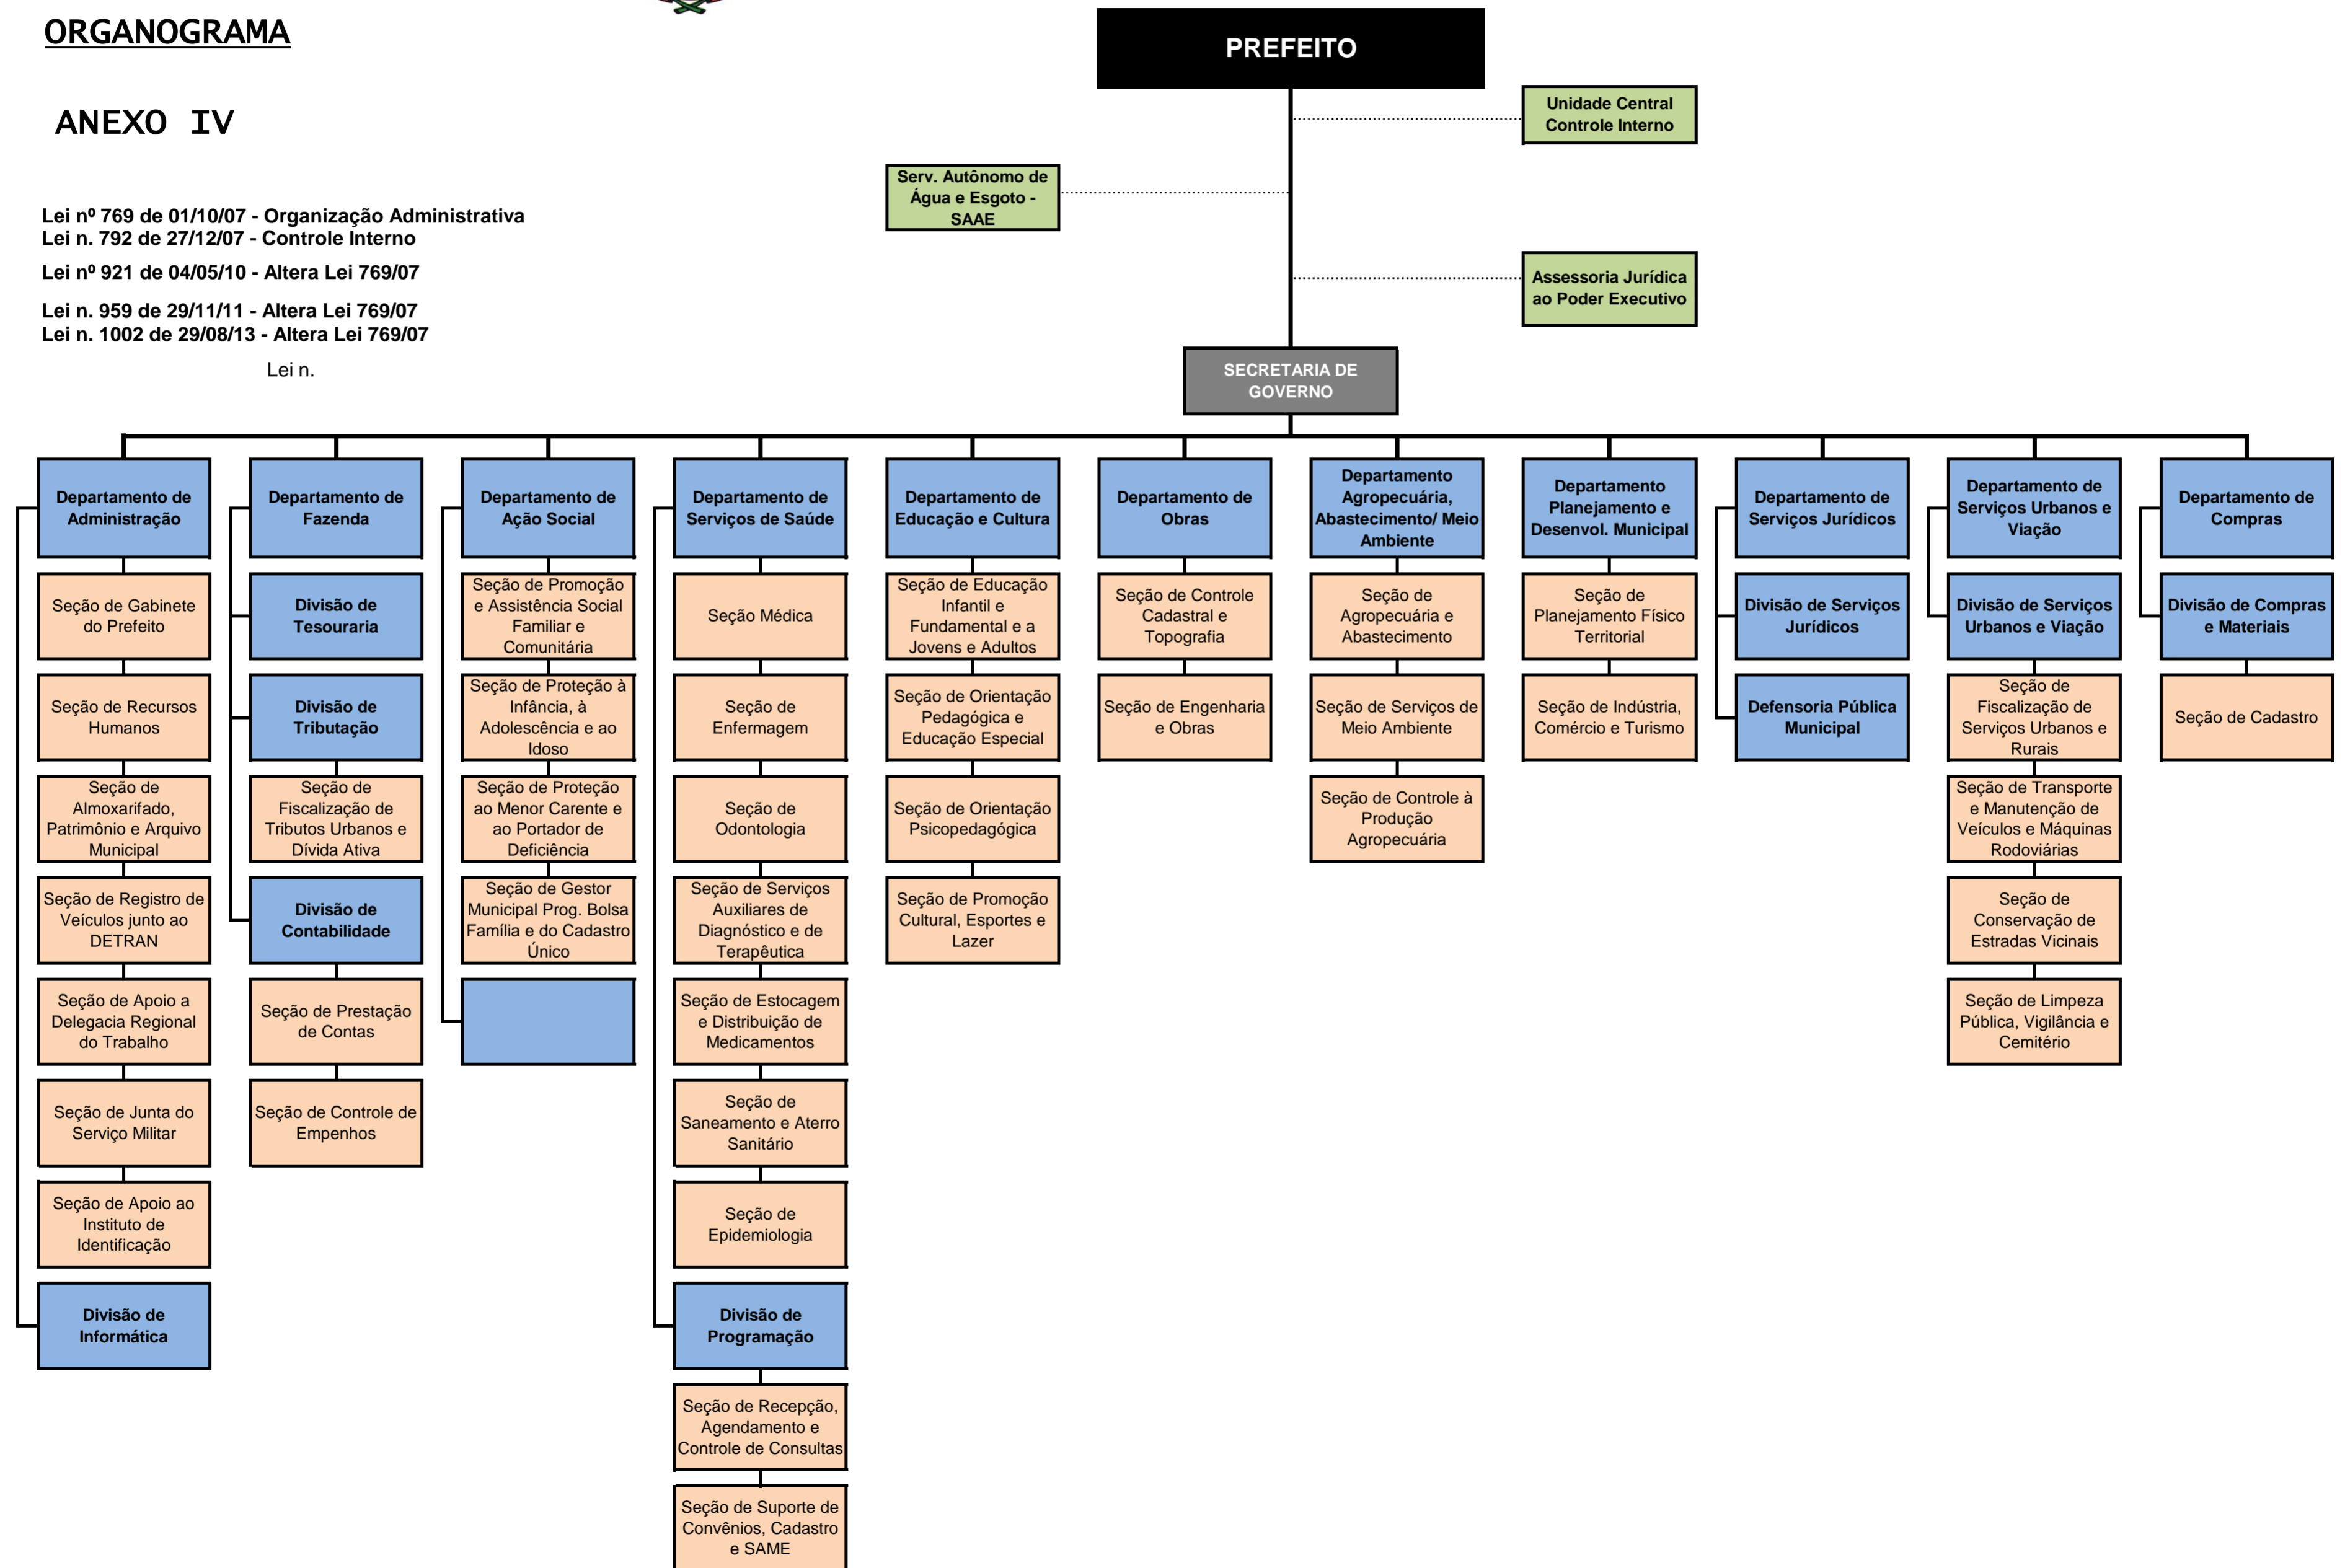 ORGANOGRAMA
ANEXO IV
Lei nº 769 de 01/10/07 - Organização Administrativa
Lei n. 792 de 27/12/07 - Controle Interno
Lei nº 921 de 04/05/10 - Altera Lei 769/07
Lei n. 959 de 29/11/11 - Altera Lei 769/07
Lei n. 1002 de 29/08/13 - Altera Lei 769/07
Lei n.
PREFEITO
Unidade Central
Controle Interno
Serv. Autônomo de
Água e Esgoto -
SAAE
Assessoria Jurídica
ao Poder Executivo
SECRETARIA DE
GOVERNO
Departamento de
Administração
Seção de Gabinete
do Prefeito
Seção de Recursos
Humanos
Seção de
Almoxarifado,
Patrimônio e Arquivo
Municipal
Seção de Registro de
Veículos junto ao
DETRAN
Seção de Apoio a
Delegacia Regional
do Trabalho
Seção de Junta do
Serviço Militar
Seção de Apoio ao
Instituto de
Identificação
Divisão de
Informática
Departamento de
Fazenda
Divisão de
Tesouraria
Divisão de
Tributação
Seção de
Fiscalização de
Tributos Urbanos e
Dívida Ativa
Divisão de
Contabilidade
Seção de Prestação
de Contas
Seção de Controle de
Empenhos
Departamento de
Ação Social
Seção de Promoção
e Assistência Social
Familiar e
Comunitária
Seção de Proteção à
Infância, à
Adolescência e ao
Idoso
Seção de Proteção
ao Menor Carente e
ao Portador de
Deficiência
Seção de Gestor
Municipal Prog. Bolsa
Família e do Cadastro
Único
Departamento de
Serviços de Saúde
Seção Médica
Seção de
Enfermagem
Seção de
Odontologia
Seção de Serviços
Auxiliares de
Diagnóstico e de
Terapêutica
Seção de Estocagem
e Distribuição de
Medicamentos
Seção de
Saneamento e Aterro
Sanitário
Seção de
Epidemiologia
Divisão de
Programação
Seção de Recepção,
Agendamento e
Controle de Consultas
Seção de Suporte de
Convênios, Cadastro
e SAME
Departamento de
Educação e Cultura
Seção de Educação
Infantil e
Fundamental e a
Jovens e Adultos
Seção de Orientação
Pedagógica e
Educação Especial
Seção de Orientação
Psicopedagógica
Seção de Promoção
Cultural, Esportes e
Lazer
Departamento de
Obras
Seção de Controle
Cadastral e
Topografia
Seção de Engenharia
e Obras
Departamento
Agropecuária,
Abastecimento/ Meio
Ambiente
Seção de
Agropecuária e
Abastecimento
Seção de Serviços de
Meio Ambiente
Seção de Controle à
Produção
Agropecuária
Departamento
Planejamento e
Desenvol. Municipal
Seção de
Planejamento Físico
Territorial
Seção de Indústria,
Comércio e Turismo
Departamento de
Serviços Jurídicos
Divisão de Serviços
Jurídicos
Defensoria Pública
Municipal
Departamento de
Serviços Urbanos e
Viação
Divisão de Serviços
Urbanos e Viação
Seção de
Fiscalização de
Serviços Urbanos e
Rurais
Seção de Transporte
e Manutenção de
Veículos e Máquinas
Rodoviárias
Seção de
Conservação de
Estradas Vicinais
Seção de Limpeza
Pública, Vigilância e
Cemitério
Departamento de
Compras
Divisão de Compras
e Materiais
Seção de Cadastro